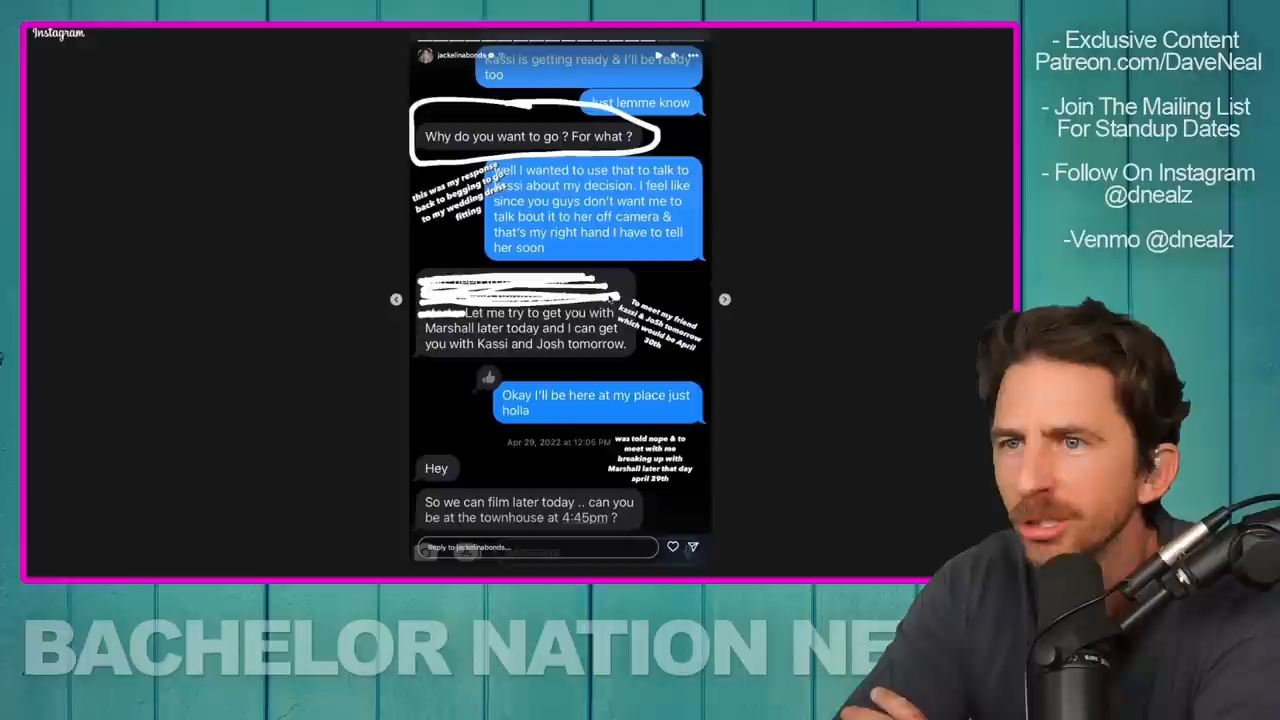 Instagram
jackelinabonds
Kassi is getting ready & I'll be ready
too
Just lemme know
Why do you want to go ? For what ?
this was my response
back to begging to go
to my wedding dress
fitting
well I wanted to use that to talk to
kassi about my decision. I feel like
since you guys don't want me to
talk bout it to her off camera &
that's my right hand I have to tell
her soon
Let me try to get you with
Marshall later today and I can get
you with Kassi and Josh tomorrow.
To meet my friend
kassi & JoSh tomorrow
which would be April
30th
Okay I'll be here at my place just
holla
Apr 29, 2022 at 12:05 PM
was told nope & to
meet with me
breaking up with
Marshall later that day
april 29th
Hey
So we can film later today .. can you
be at the townhouse at 4:45pm ?
Reply to jackelinabonds...
- Exclusive Content
Patreon.com/DaveNeal
- Join The Mailing List
For Standup Dates
- Follow On Instagram
@dnealz
-Venmo @dnealz
BACHELOR NATION NE